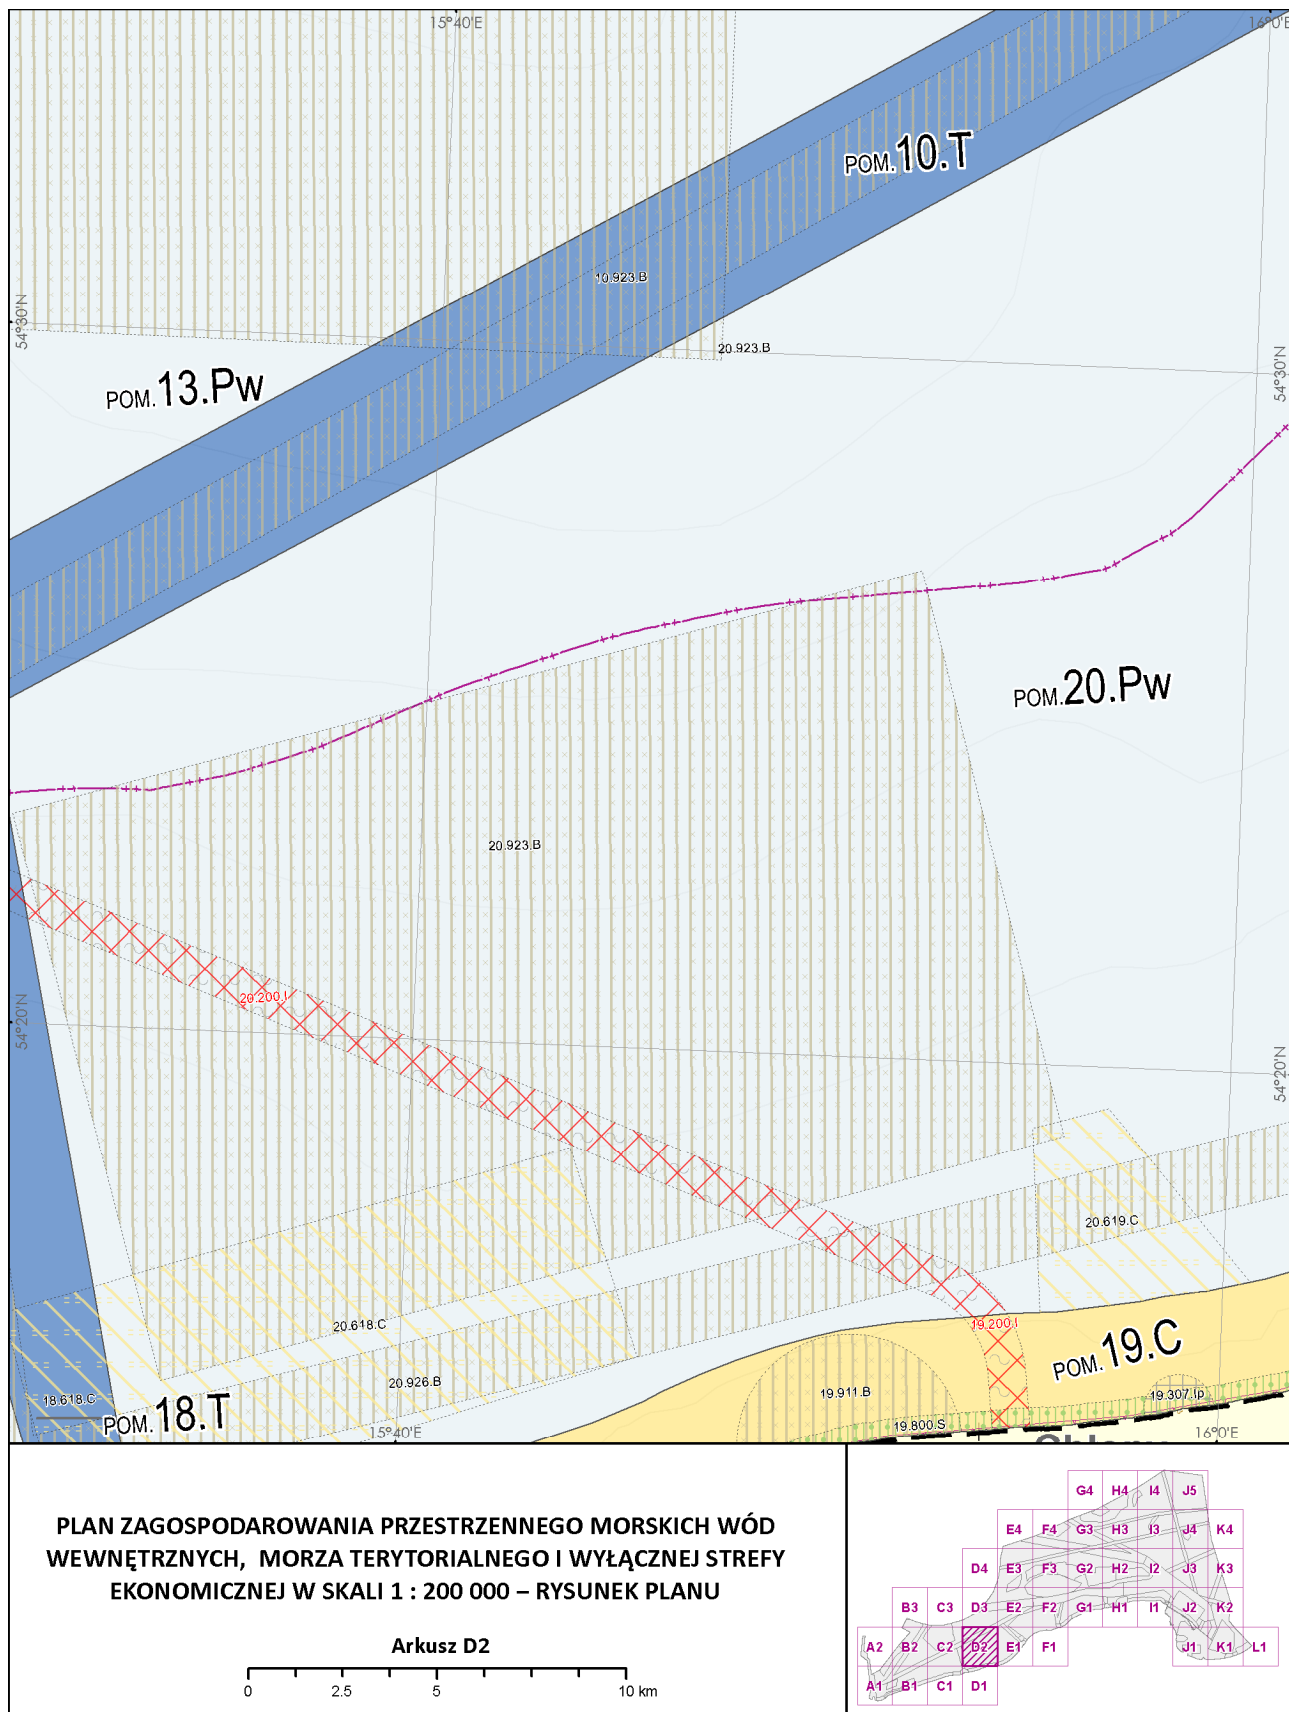 15°40'E
16°0'E
POM.10.T
10.923.B
54°30'N
20.923.B
54°30'N
POM.13.Pw
POM.20.Pw
20.923.B
20.200.I
54°20'N
54°20'N
20.619.C
20.618.C
19.200.I
POM.19.C
20.926.B
19.911.B
19.307.Ip
18.618.C
POM.18.T
19.800.S
15°40'E
16°0'E
PLAN ZAGOSPODAROWANIA PRZESTRZENNEGO MORSKICH WÓD
WEWNĘTRZNYCH, MORZA TERYTORIALNEGO I WYŁĄCZNEJ STREFY
EKONOMICZNEJ W SKALI 1 : 200 000 – RYSUNEK PLANU
Arkusz D2
0 2.5 5 10 km
G4 H4 I4 J5
E4 F4 G3 H3 I3 J4 K4
D4 E3 F3 G2 H2 I2 J3 K3
B3 C3 D3 E2 F2 G1 H1 I1 J2 K2
A2 B2 C2 D2 E1 F1 J1 K1 L1
A1 B1 C1 D1